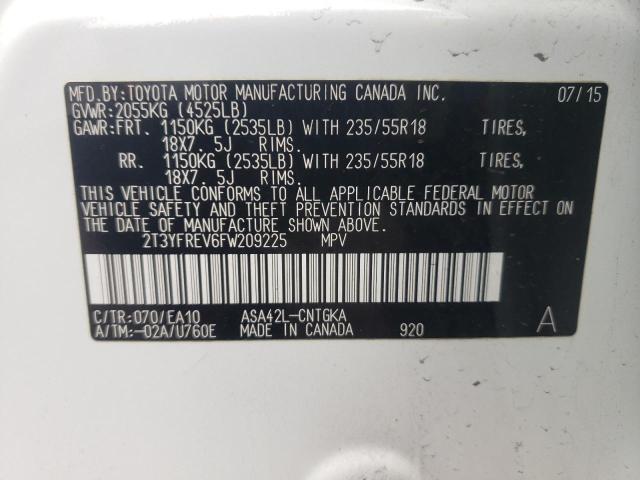 MFD.BY:TOYOTA MOTOR MANUFACTURING CANADA INC. 07/15
GVWR:2055KG (4525LB)
GAWR:FRT. 1150KG (2535LB) WITH 235/55R18 TIRES,
18X7. 5J RIMS.
RR. 1150KG (2535LB) WITH 235/55R18 TIRES,
18X7. 5J RIMS.
THIS VEHICLE CONFORMS TO ALL APPLICABLE FEDERAL MOTOR
VEHICLE SAFETY AND THEFT PREVENTION STANDARDS IN EFFECT ON
THE DATE OF MANUFACTURE SHOWN ABOVE.
2T3YFREV6FW209225 MPV
C/TR:070/EA10 ASA42L-CNTGKA
A/TM:-02A/U760E MADE IN CANADA 920 A